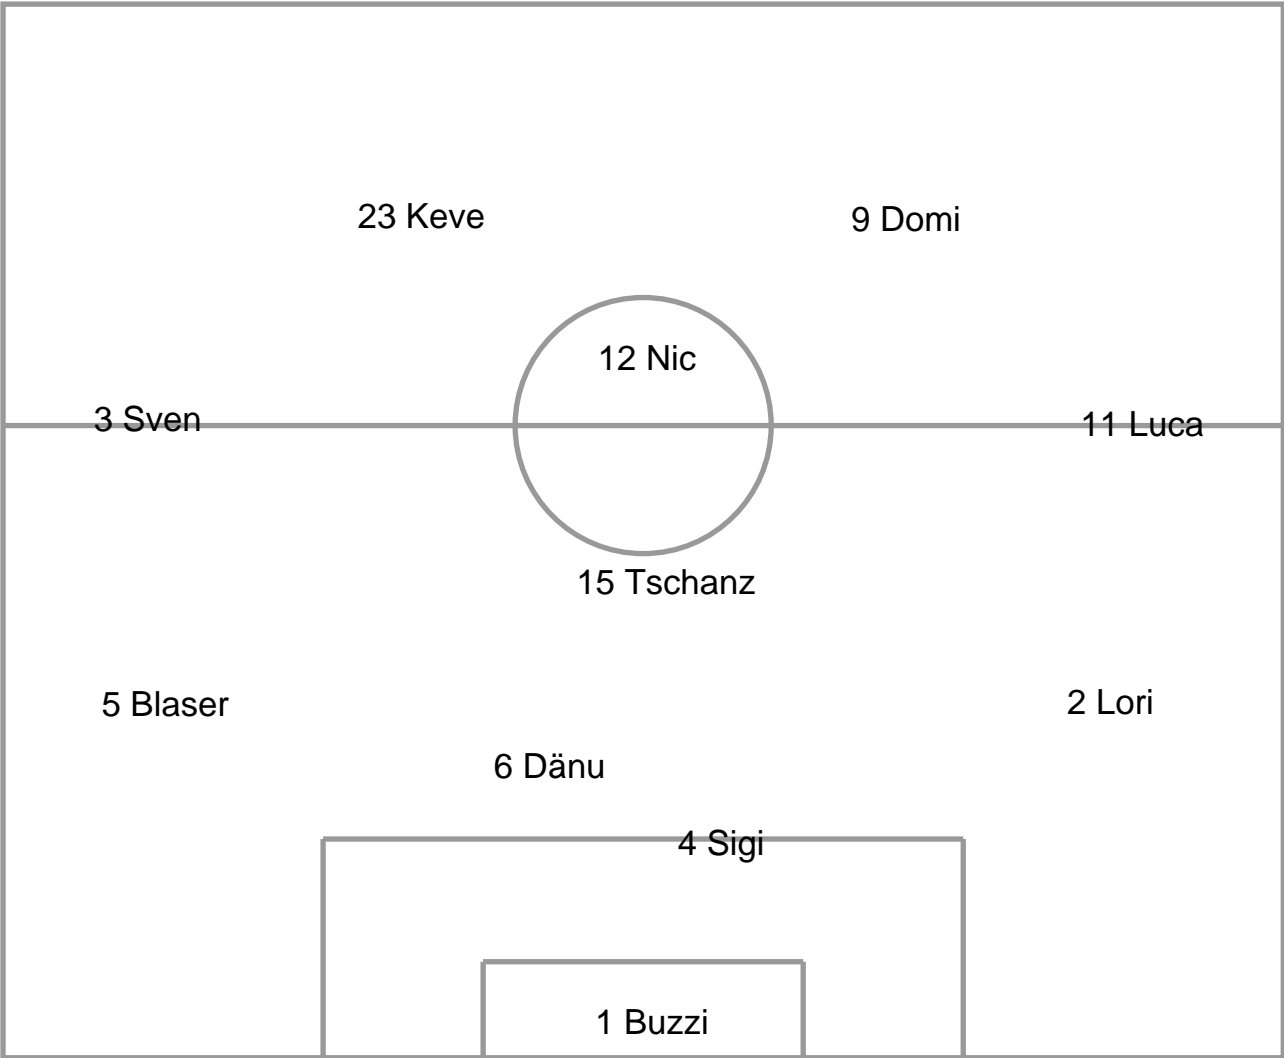 23 Keve
9 Domi
12 Nic
3 Sven
11 Luca
15 Tschanz
5 Blaser
2 Lori
6 Dänu
4 Sigi
1 Buzzi